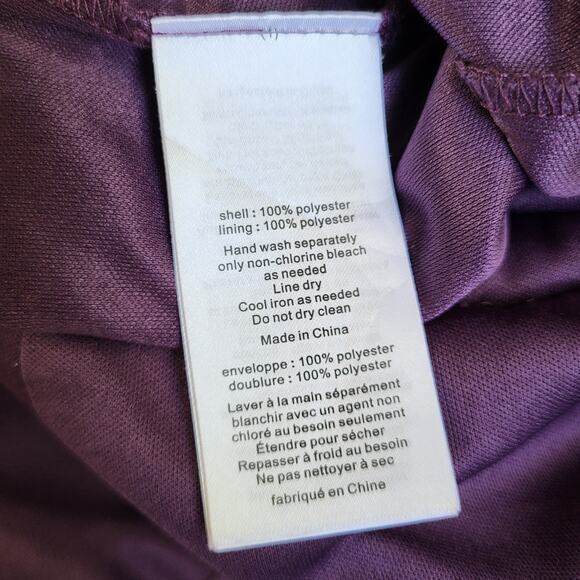 shell : 100% polyester
lining : 100% polyester
Hand wash separately
only non-chlorine bleach
as needed
Line dry
Cool iron as needed
Do not dry clean
Made in China
enveloppe : 100% polyester
doublure : 100% polyester
Laver à la main séparément
blanchir avec un agent non
chloré au besoin seulement
Étendre pour sécher
Repasser à froid au besoin
Ne pas nettoyer à sec
fabriqué en Chine